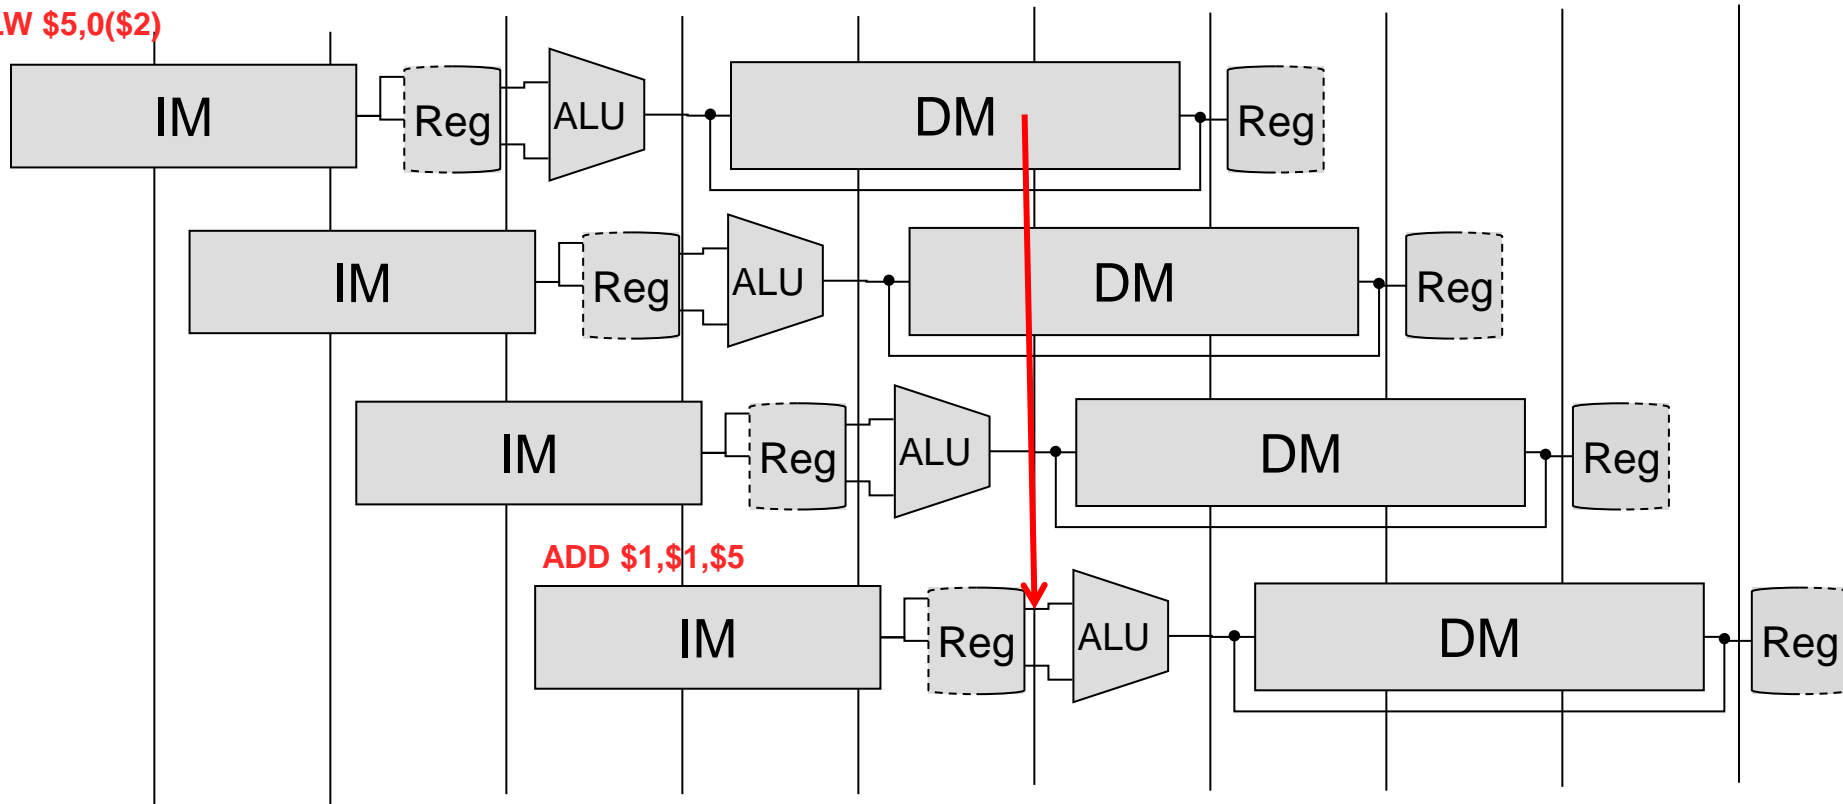 LW $5,0($2)
IM Reg ALU DM Reg
IM Reg ALU DM Reg
IM Reg ALU DM Reg
ADD $1,$1,$5
IM Reg ALU DM Reg